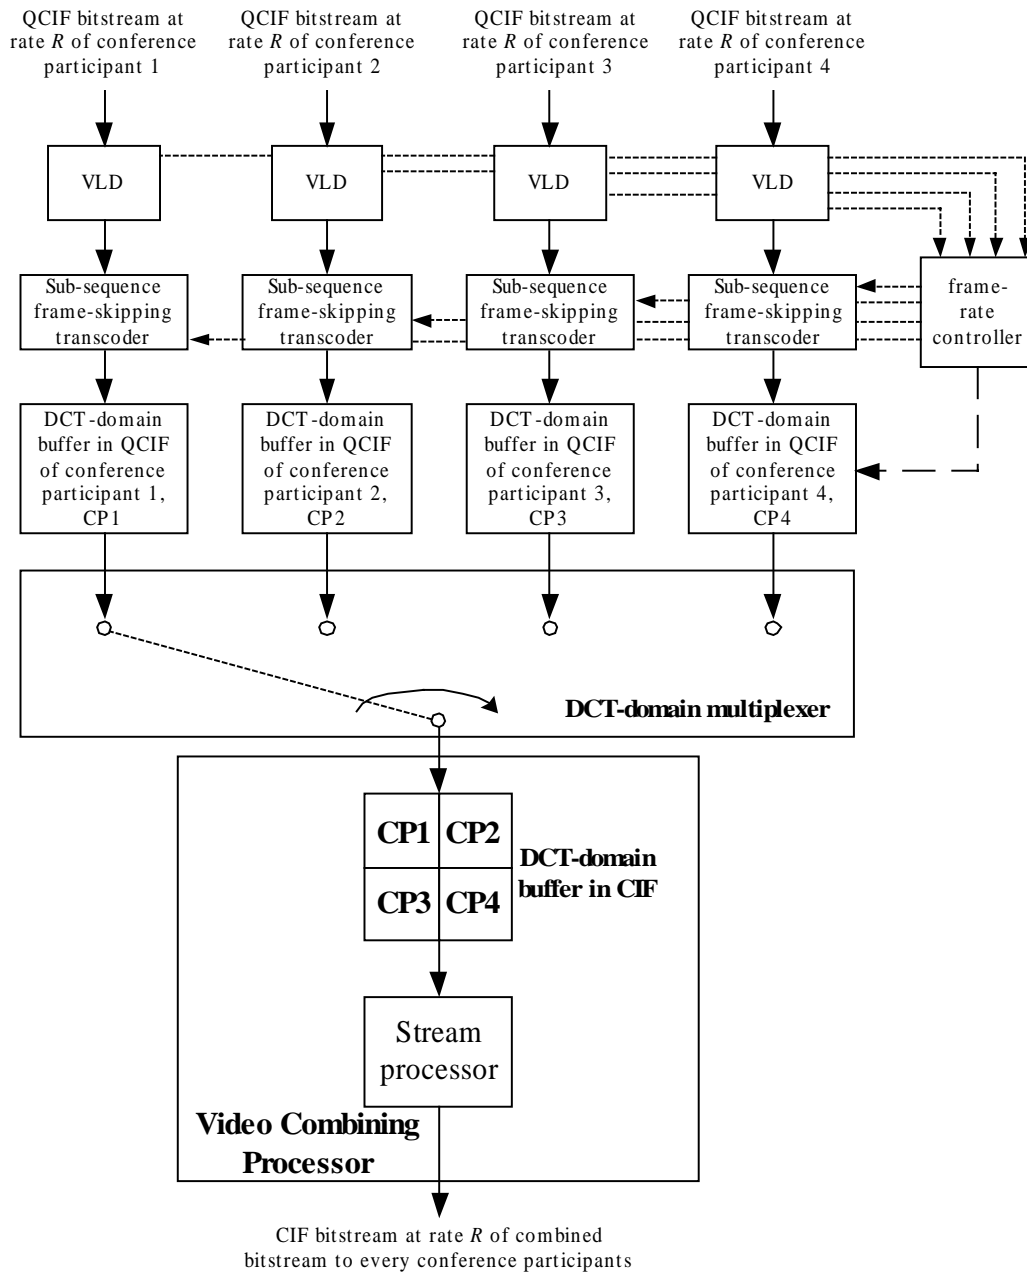 QCIF bitstream at
rate R of conference
participant 1
QCIF bitstream at
rate R of conference
participant 2
QCIF bitstream at
rate R of conference
participant 3
QCIF bitstream at
rate R of conference
participant 4
VLD
VLD
VLD
VLD
Sub-sequence
frame-skipping
transcoder
Sub-sequence
frame-skipping
transcoder
Sub-sequence
frame-skipping
transcoder
Sub-sequence
frame-skipping
transcoder
frame-
rate
controller
DCT-domain
buffer in QCIF
of conference
participant 1,
CP1
DCT-domain
buffer in QCIF
of conference
participant 2,
CP2
DCT-domain
buffer in QCIF
of conference
participant 3,
CP3
DCT-domain
buffer in QCIF
of conference
participant 4,
CP4
DCT-domain multiplexer
CP1 CP2
CP3 CP4
DCT-domain
buffer in CIF
Stream
processor
Video Combining
Processor
CIF bitstream at rate R of combined
bitstream to every conference participants